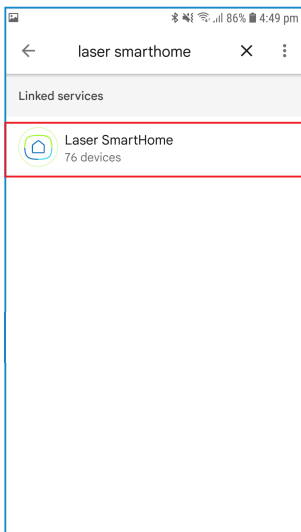 86% 4:49 pm
laser smarthome
Linked services
Laser SmartHome
76 devices